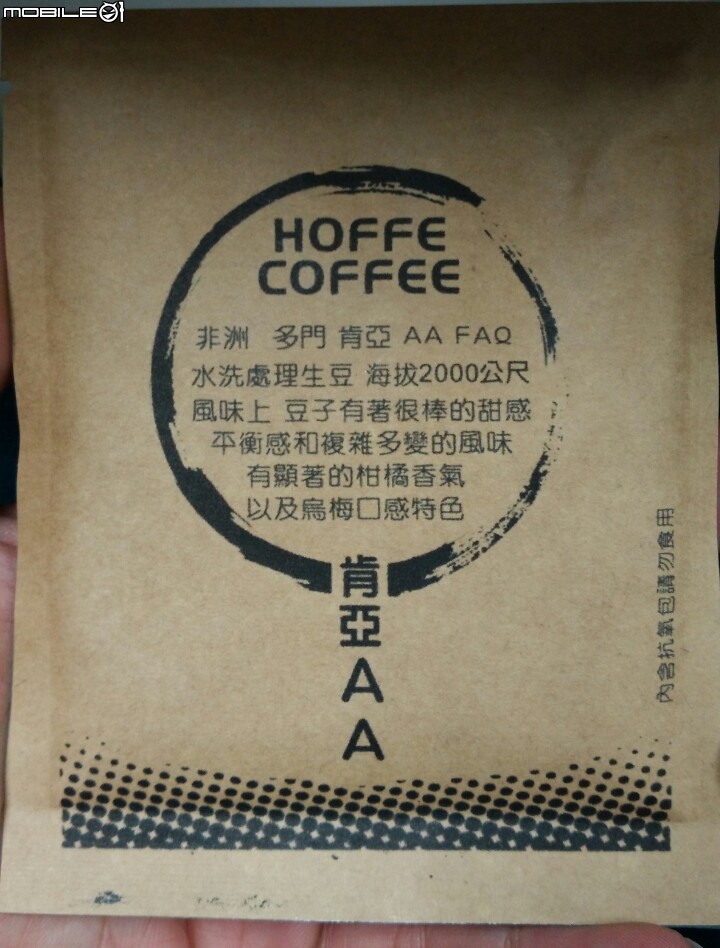 MOBILE01
HOFFE
COFFEE
非洲 多門 肯亞 AA FAQ
水洗處理生豆 海拔2000公尺
風味上 豆子有著很棒的甜感
平衡感和複雜多變的風味
有顯著的柑橘香氣
以及烏梅口感特色
肯亞AA
內含抗氧包請勿食用